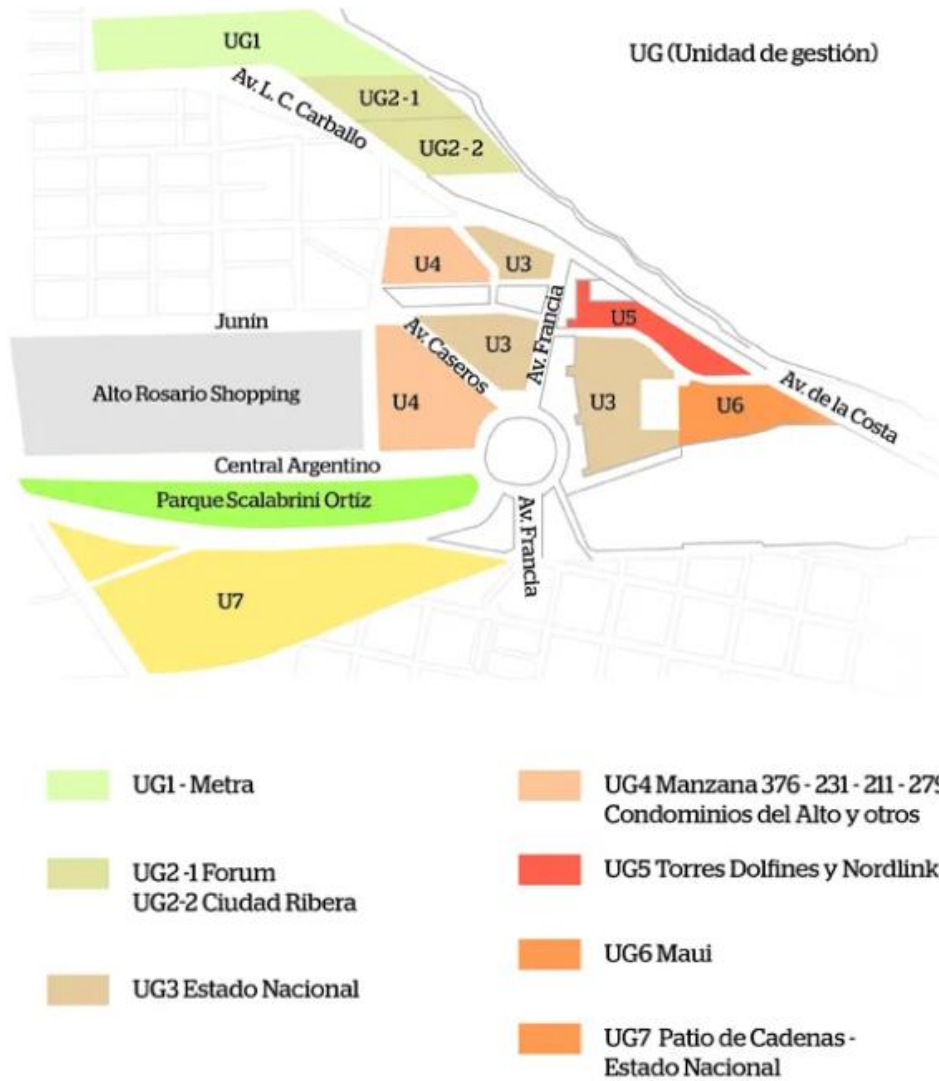 UG1
UG (Unidad de gestión)
Av. L. C. Carballo
UG2 -1
UG2 - 2
U4
U3
Av. Francia
U5
Junín
Av. Caseros
U3
Alto Rosario Shopping
U4
U3
U6
Av. de la Costa
Central Argentino
Parque Scalabrini Ortíz
Av. Francia
U7
UG1 - Metra
UG2 -1 Forum
UG2-2 Ciudad Ribera
UG3 Estado Nacional
UG4 Manzana 376 - 231 - 211 - 279
Condominios del Alto y otros
UG5 Torres Dolfines y Nordlink
UG6 Maui
UG7 Patio de Cadenas -
Estado Nacional